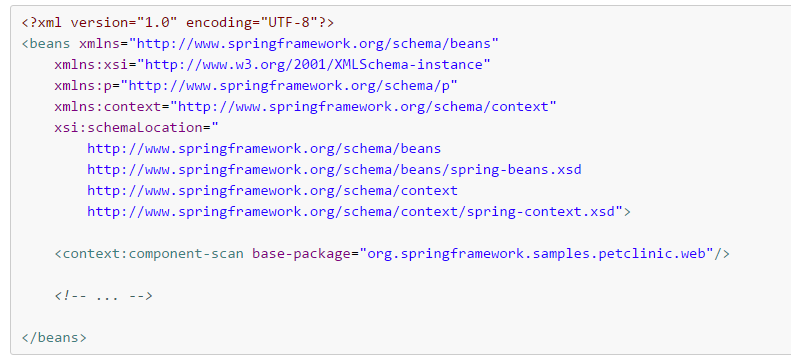 <?xml version="1.0" encoding="UTF-8"?>
<beans xmlns="http://www.springframework.org/schema/beans"
    xmlns:xsi="http://www.w3.org/2001/XMLSchema-instance"
    xmlns:p="http://www.springframework.org/schema/p"
    xmlns:context="http://www.springframework.org/schema/context"
    xsi:schemaLocation="
        http://www.springframework.org/schema/beans
        http://www.springframework.org/schema/beans/spring-beans.xsd
        http://www.springframework.org/schema/context
        http://www.springframework.org/schema/context/spring-context.xsd">
    <context:component-scan base-package="org.springframework.samples.petclinic.web"/>
    <!-- ... -->
</beans>